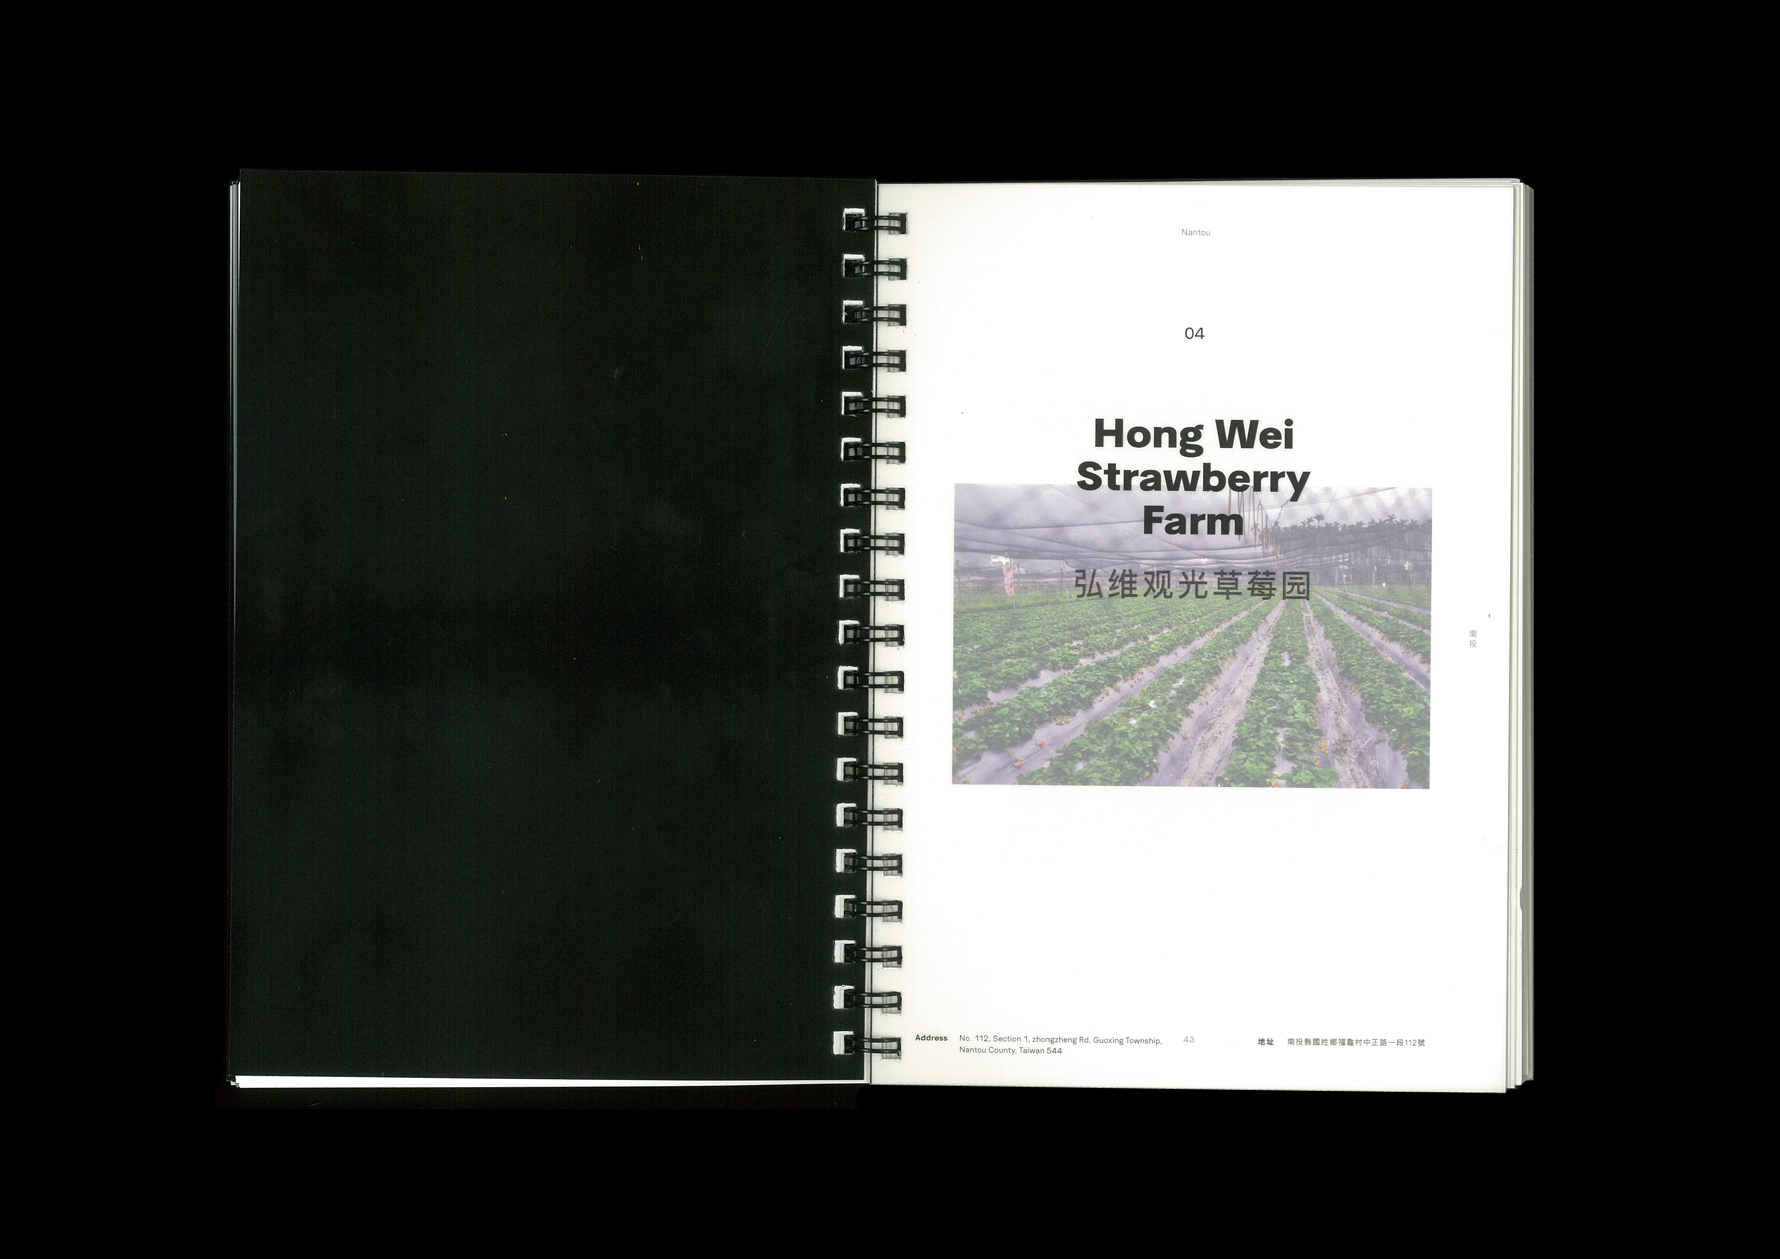 Nantou
04
Hong Wei
Strawberry
Farm
弘维观光草莓园
南投
Address No. 112, Section 1, zhongzheng Rd, Guoxing Township,
Nantou County, Taiwan 544
43
地址 南投縣國姓鄉福龜村中正路一段112號